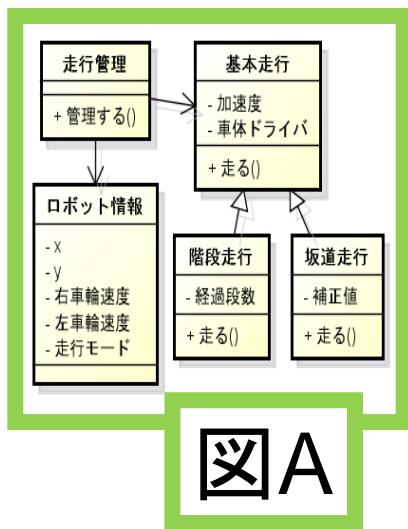 走行管理
+ 管理する()
基本走行
- 加速度
- 車体ドライバ
+ 走る()
ロボット情報
- x
- y
- 右車輪速度
- 左車輪速度
- 走行モード
階段走行
- 経過段数
+ 走る()
坂道走行
- 補正値
+ 走る()
図A